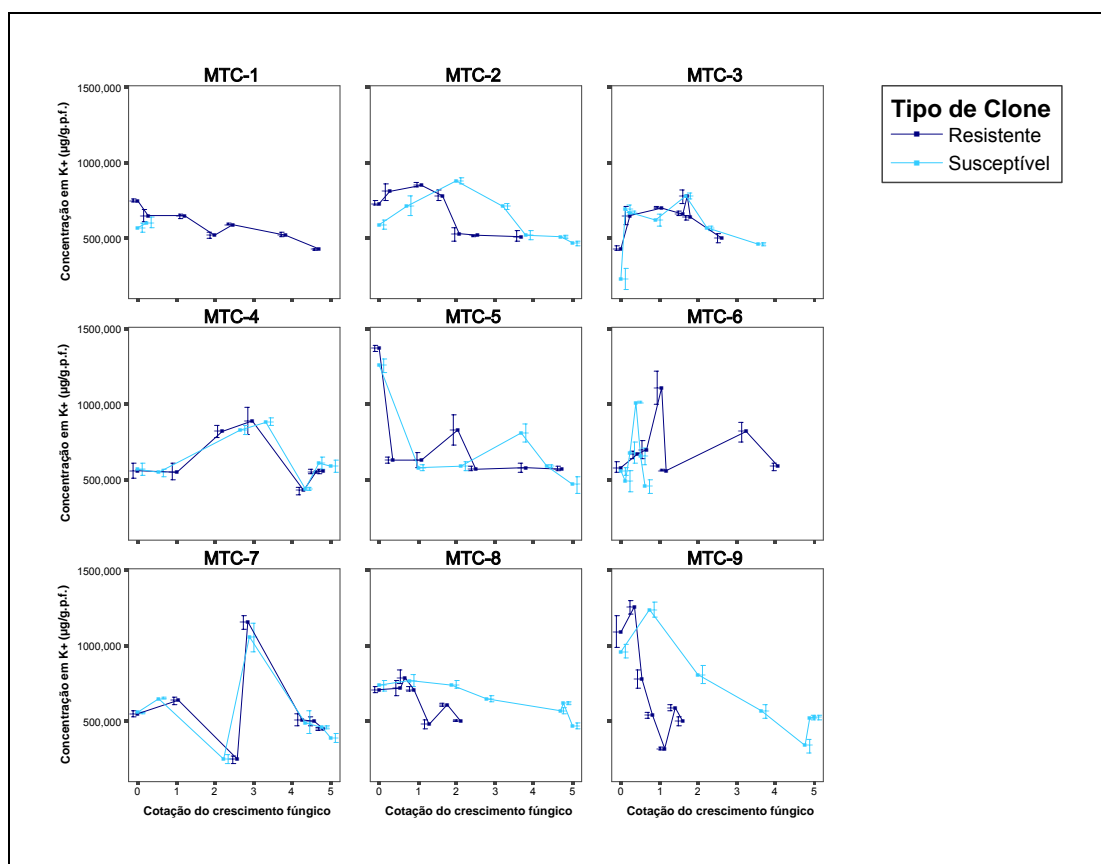 MTC-1
MTC-2
MTC-3
Tipo de Clone
Resistente
Susceptível
Concentração em K+ (µg/g.p.f.)
1500,000
1000,000
500,000
MTC-4
MTC-5
MTC-6
Concentração em K+ (µg/g.p.f.)
1500,000
1000,000
500,000
MTC-7
MTC-8
MTC-9
Concentração em K+ (µg/g.p.f.)
1500,000
1000,000
500,000
0 1 2 3 4 5
0 1 2 3 4 5
0 1 2 3 4 5
Cotação do crescimento fúngico
Cotação do crescimento fúngico
Cotação do crescimento fúngico